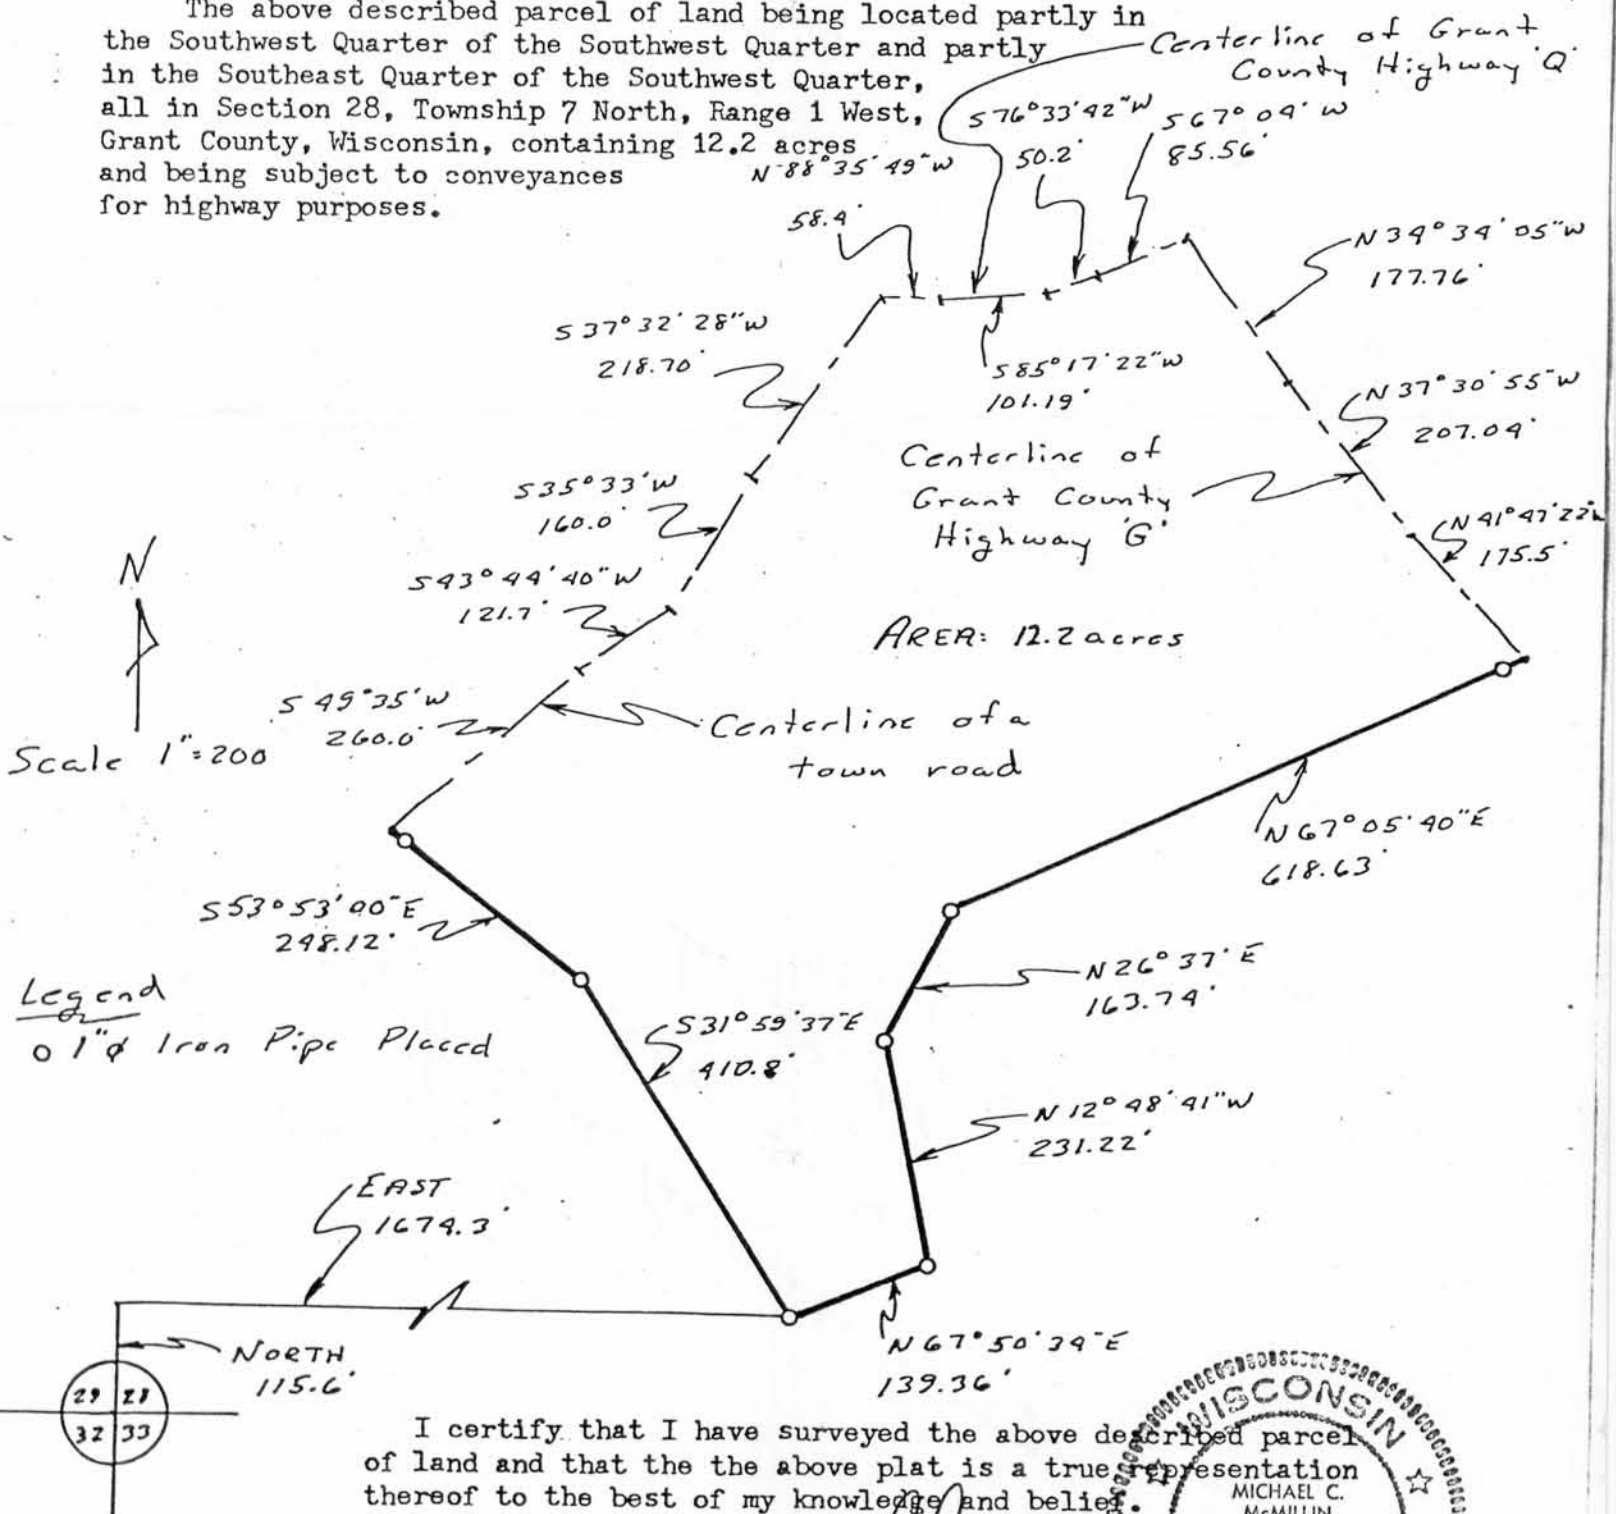 The above described parcel of land being located partly in
the Southwest Quarter of the Southwest Quarter and partly
in the Southeast Quarter of the Southwest Quarter,
all in Section 28, Township 7 North, Range 1 West,
Grant County, Wisconsin, containing 12.2 acres
and being subject to conveyances
for highway purposes.
Centerline of Grant
County Highway 'Q'
N 88°35'49"W
58.4'
S76°33'42"W
50.2'
S67°04'W
85.56'
N34°34'05"W
177.76'
S37°32'28"W
218.70'
S85°17'22"W
101.19'
N37°30'55"W
207.04'
Centerline of
Grant County
Highway 'G'
S35°33'W
160.0'
N41°47'22"W
175.5'
N
S43°44'40"W
121.7'
AREA: 12.2 acres
S49°35'W
260.0'
Centerline of a
town road
Scale 1"=200
N67°05'40"E
618.63'
S53°53'00"E
248.12'
N26°37'E
163.74'
Legend
o 1"ø Iron Pipe Placed
S31°59'37"E
410.8'
N12°48'41"W
231.22'
EAST
1674.3'
NORTH
115.6'
N67°50'34"E
139.36'
29 28
32 33
I certify that I have surveyed the above described parcel
of land and that the the above plat is a true representation
thereof to the best of my knowledge and belief.
WISCONSIN
MICHAEL C.
McMILLIN